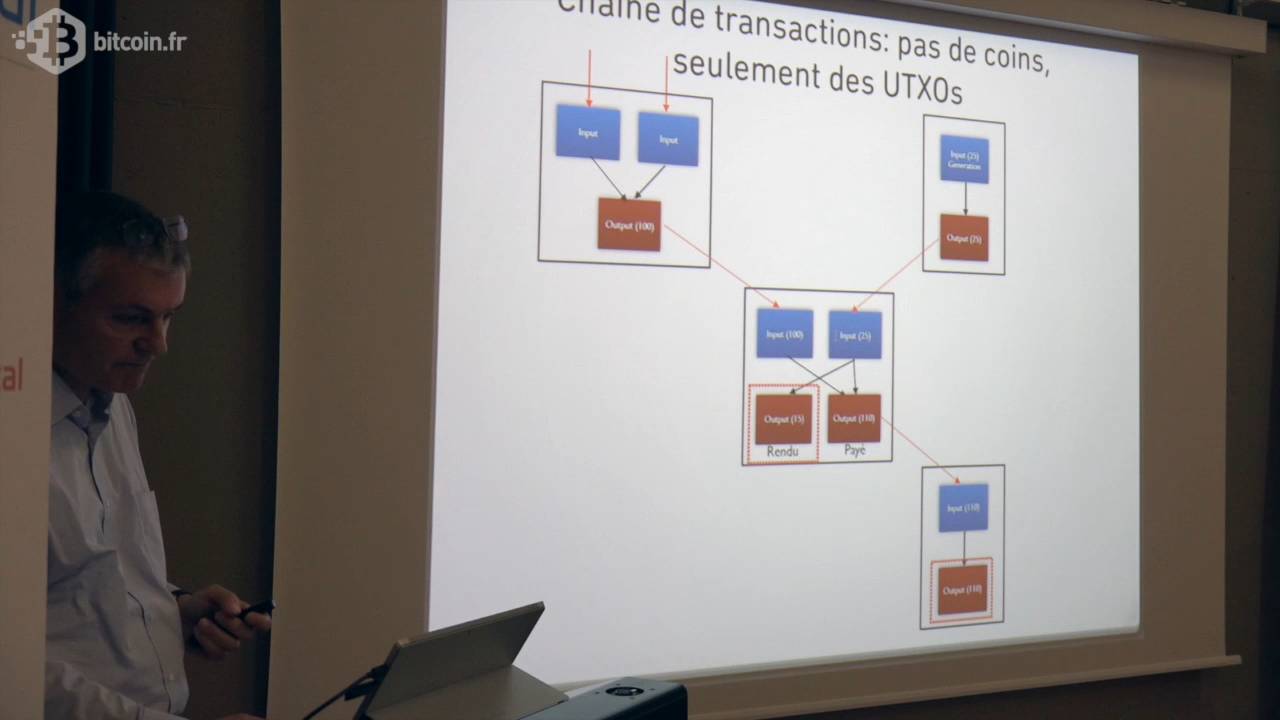 bitcoin.fr
Chaîne de transactions: pas de coins,
seulement des UTXOs
Input
Input
Output (100)
Input (25)
Generation
Output (25)
Input (100)
Input (25)
Output (15)
Output (110)
Rendu
Payé
Input (110)
Output (110)